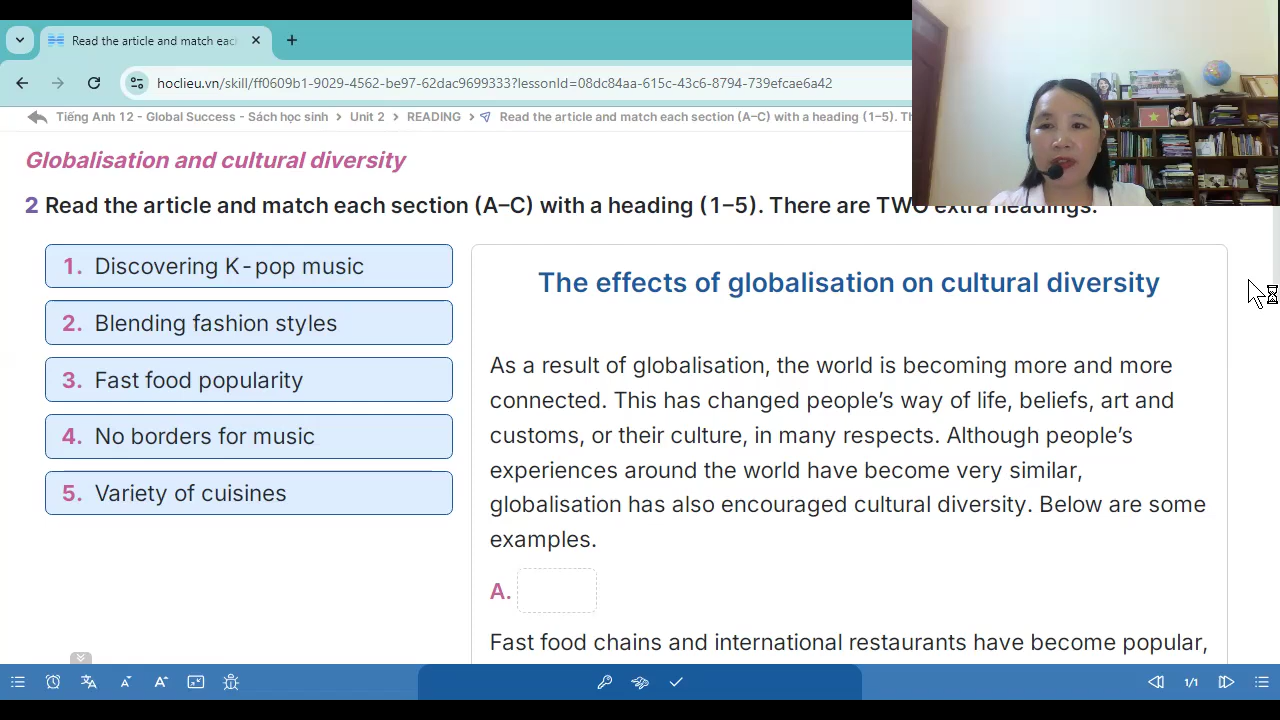 Read the article and match eac
hoclieu.vn/skill/ff0609b1-9029-4562-be97-62dac9699333?lessonId=08dc84aa-615c-43c6-8794-739efcae6a42
Tiếng Anh 12 - Global Success - Sách học sinh > Unit 2 > READING > Read the article and match each section (A–C) with a heading (1–5). Th
Globalisation and cultural diversity
2 Read the article and match each section (A–C) with a heading (1–5). There are TWO extra headings.
1. Discovering K-pop music
2. Blending fashion styles
3. Fast food popularity
4. No borders for music
5. Variety of cuisines
The effects of globalisation on cultural diversity
As a result of globalisation, the world is becoming more and more
connected. This has changed people’s way of life, beliefs, art and
customs, or their culture, in many respects. Although people’s
experiences around the world have become very similar,
globalisation has also encouraged cultural diversity. Below are some
examples.
A.
Fast food chains and international restaurants have become popular,
1/1